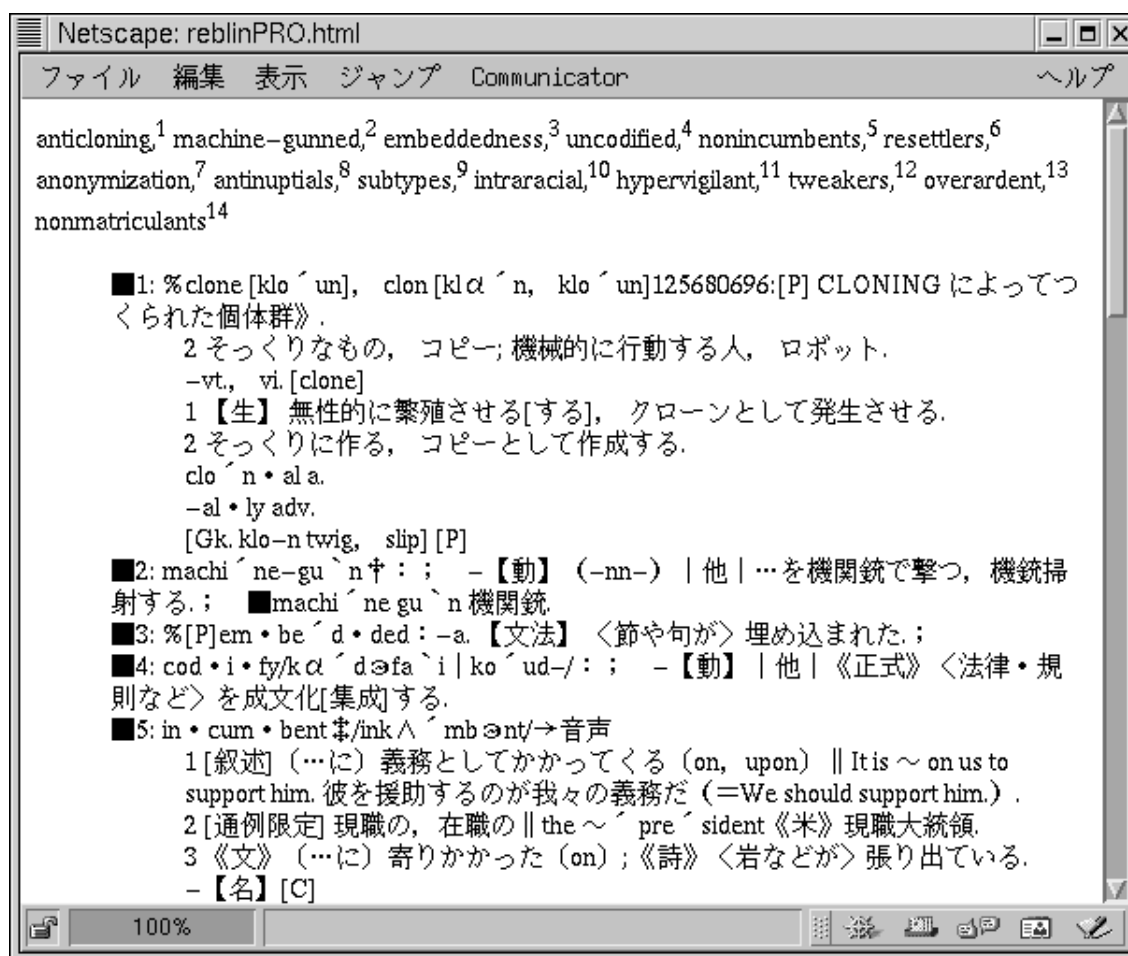 Netscape: reblinPRO.html
ファイル 編集 表示 ジャンプ Communicator ヘルプ
anticloning,1 machine–gunned,2 embeddedness,3 uncodified,4 nonincumbents,5 resettlers,6
anonymization,7 antinuptials,8 subtypes,9 intraracial,10 hypervigilant,11 tweakers,12 overardent,13
nonmatriculants14
■1: %clone [klo´un], clon [klα´n, klo´un]125680696:[P] CLONING によってつ
くられた個体群》.
2 そっくりなもの, コピー; 機械的に行動する人, ロボット.
–vt., vi. [clone]
1 【生】 無性的に繁殖させる[する], クローンとして発生させる.
2 そっくりに作る, コピーとして作成する.
clo´n・al a.
–al・ly adv.
[Gk. klo–n twig, slip] [P]
■2: machi´ne–gu`n†：； –【動】（-nn-）｜他｜…を機関銃で撃つ，機銃掃
射する.； ■machi´ne gu`n 機関銃.
■3: %[P]em・be´d・ded：–a. 【文法】〈節や句が〉埋め込まれた.；
■4: cod・i・fy/kα´dəfa`i｜ko´ud–/：； –【動】｜他｜《正式》〈法律・規
則など〉を成文化[集成]する.
■5: in・cum・bent‡/ink∧´mbənt/→音声
1 [叙述]（…に）義務としてかかってくる（on, upon）‖It is ～ on us to
support him. 彼を援助するのが我々の義務だ（＝We should support him.）.
2 [通例限定] 現職の，在職の‖the ～´pre´sident《米》現職大統領.
3 《文》（…に）寄りかかった（on）;《詩》〈岩などが〉張り出ている.
–【名】[C]
100%